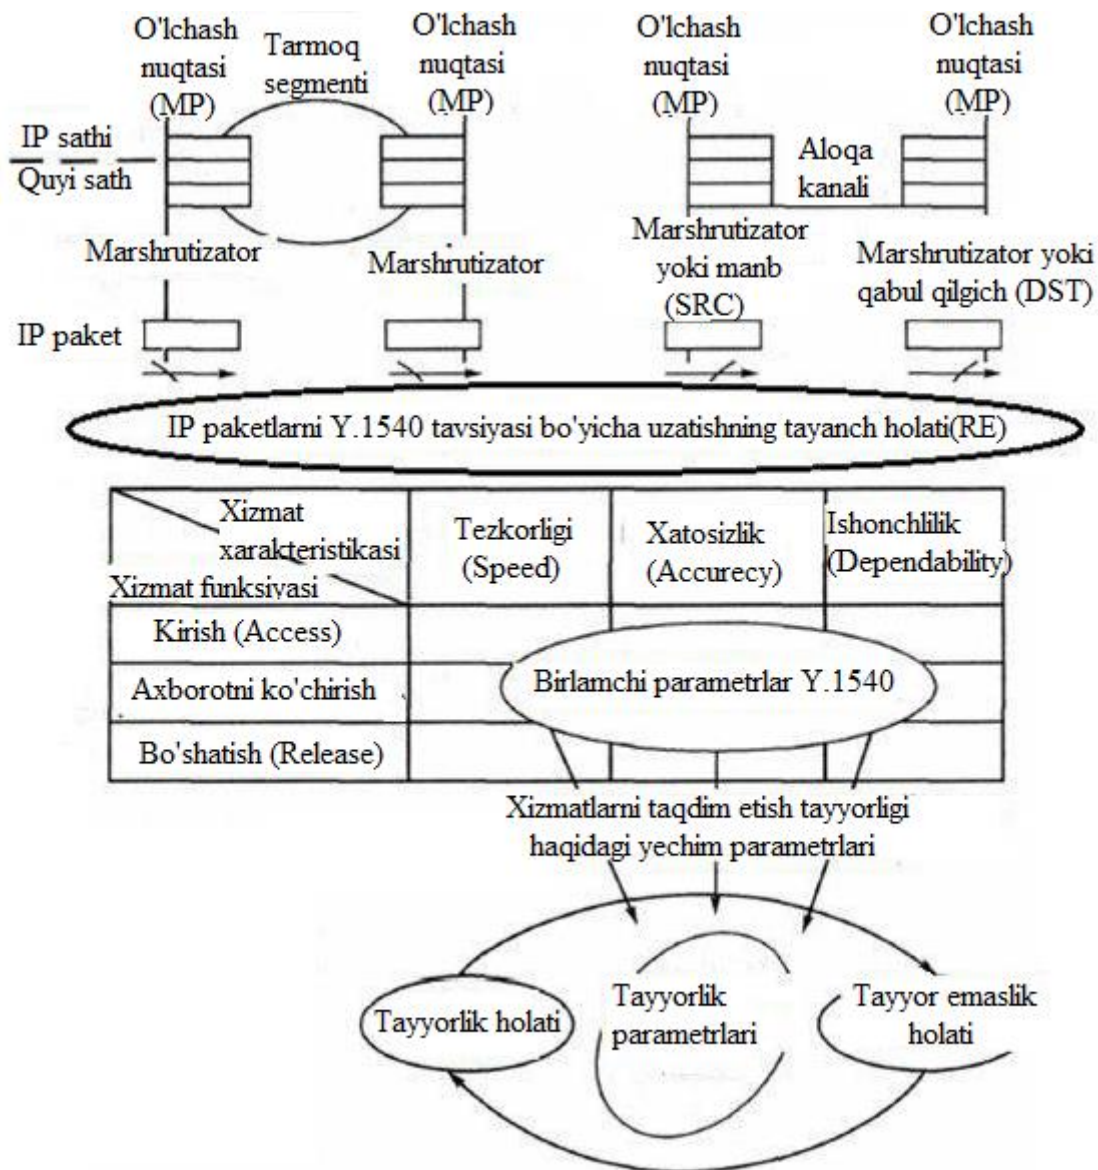 O'lchash
nuqtasi
(MP)
Tarmoq
segmenti
O'lchash
nuqtasi
(MP)
O'lchash
nuqtasi
(MP)
O'lchash
nuqtasi
(MP)
IP sathi
Quyi sath
Aloqa
kanali
Marshrutizator
Marshrutizator
Marshrutizator
yoki manb
(SRC)
Marshrutizator yoki
qabul qilgich (DST)
IP paket
IP paketlarni Y.1540 tavsiyasi bo'yicha uzatishning tayanch holati(RE)
Xizmat
xarakteristikasi
Xizmat funksiyasi
Tezkorligi
(Speed)
Xatosizlik
(Accurecy)
Ishonchlilik
(Dependability)
Kirish (Access)
Axborotni ko'chirish
Bo'shatish (Release)
Birlamchi parametrlar Y.1540
Xizmatlarni taqdim etish tayyorligi
haqidagi yechim parametrlari
Tayyorlik holati
Tayyorlik
parametrlari
Tayyor emaslik
holati